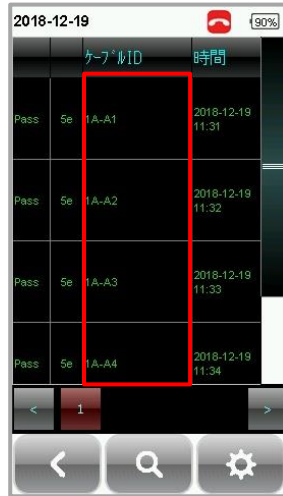 2018-12-19 90%
ｹｰﾌﾞﾙID 時間
Pass 5e 1A-A1 2018-12-19
11:31
Pass 5e 1A-A2 2018-12-19
11:32
Pass 5e 1A-A3 2018-12-19
11:33
Pass 5e 1A-A4 2018-12-19
11:34
< 1 >